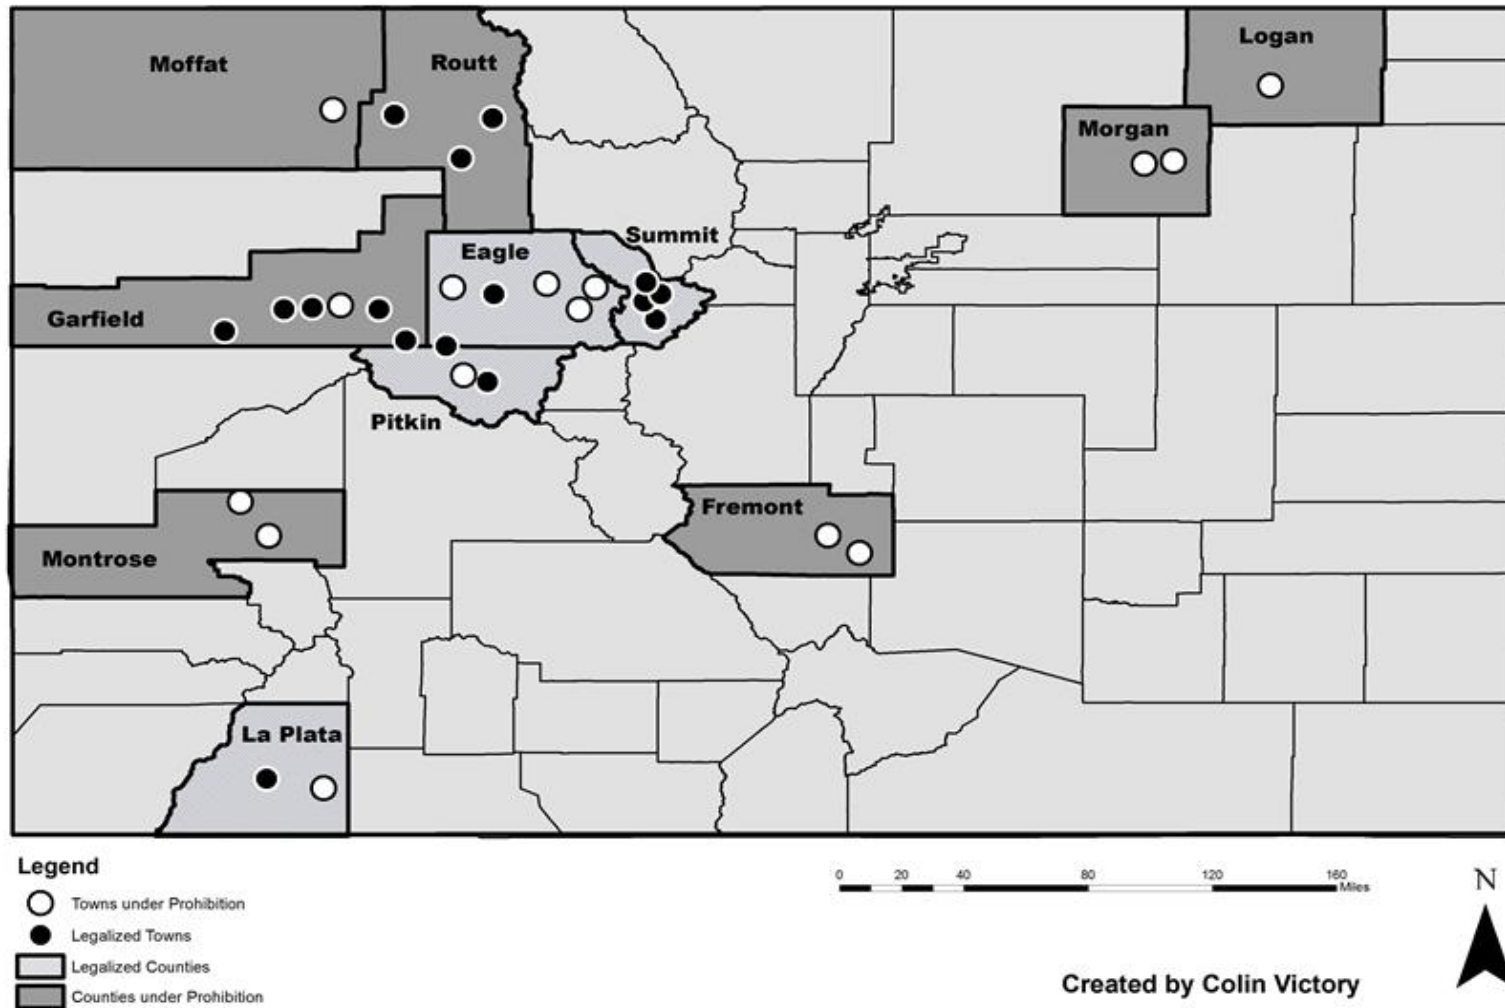 Moffat
Routt
Logan
Morgan
Summit
Eagle
Garfield
Pitkin
Fremont
Montrose
La Plata
Legend
Towns under Prohibition
Legalized Towns
Legalized Counties
Counties under Prohibition
0 20 40 80 120 160
Miles
N
Created by Colin Victory